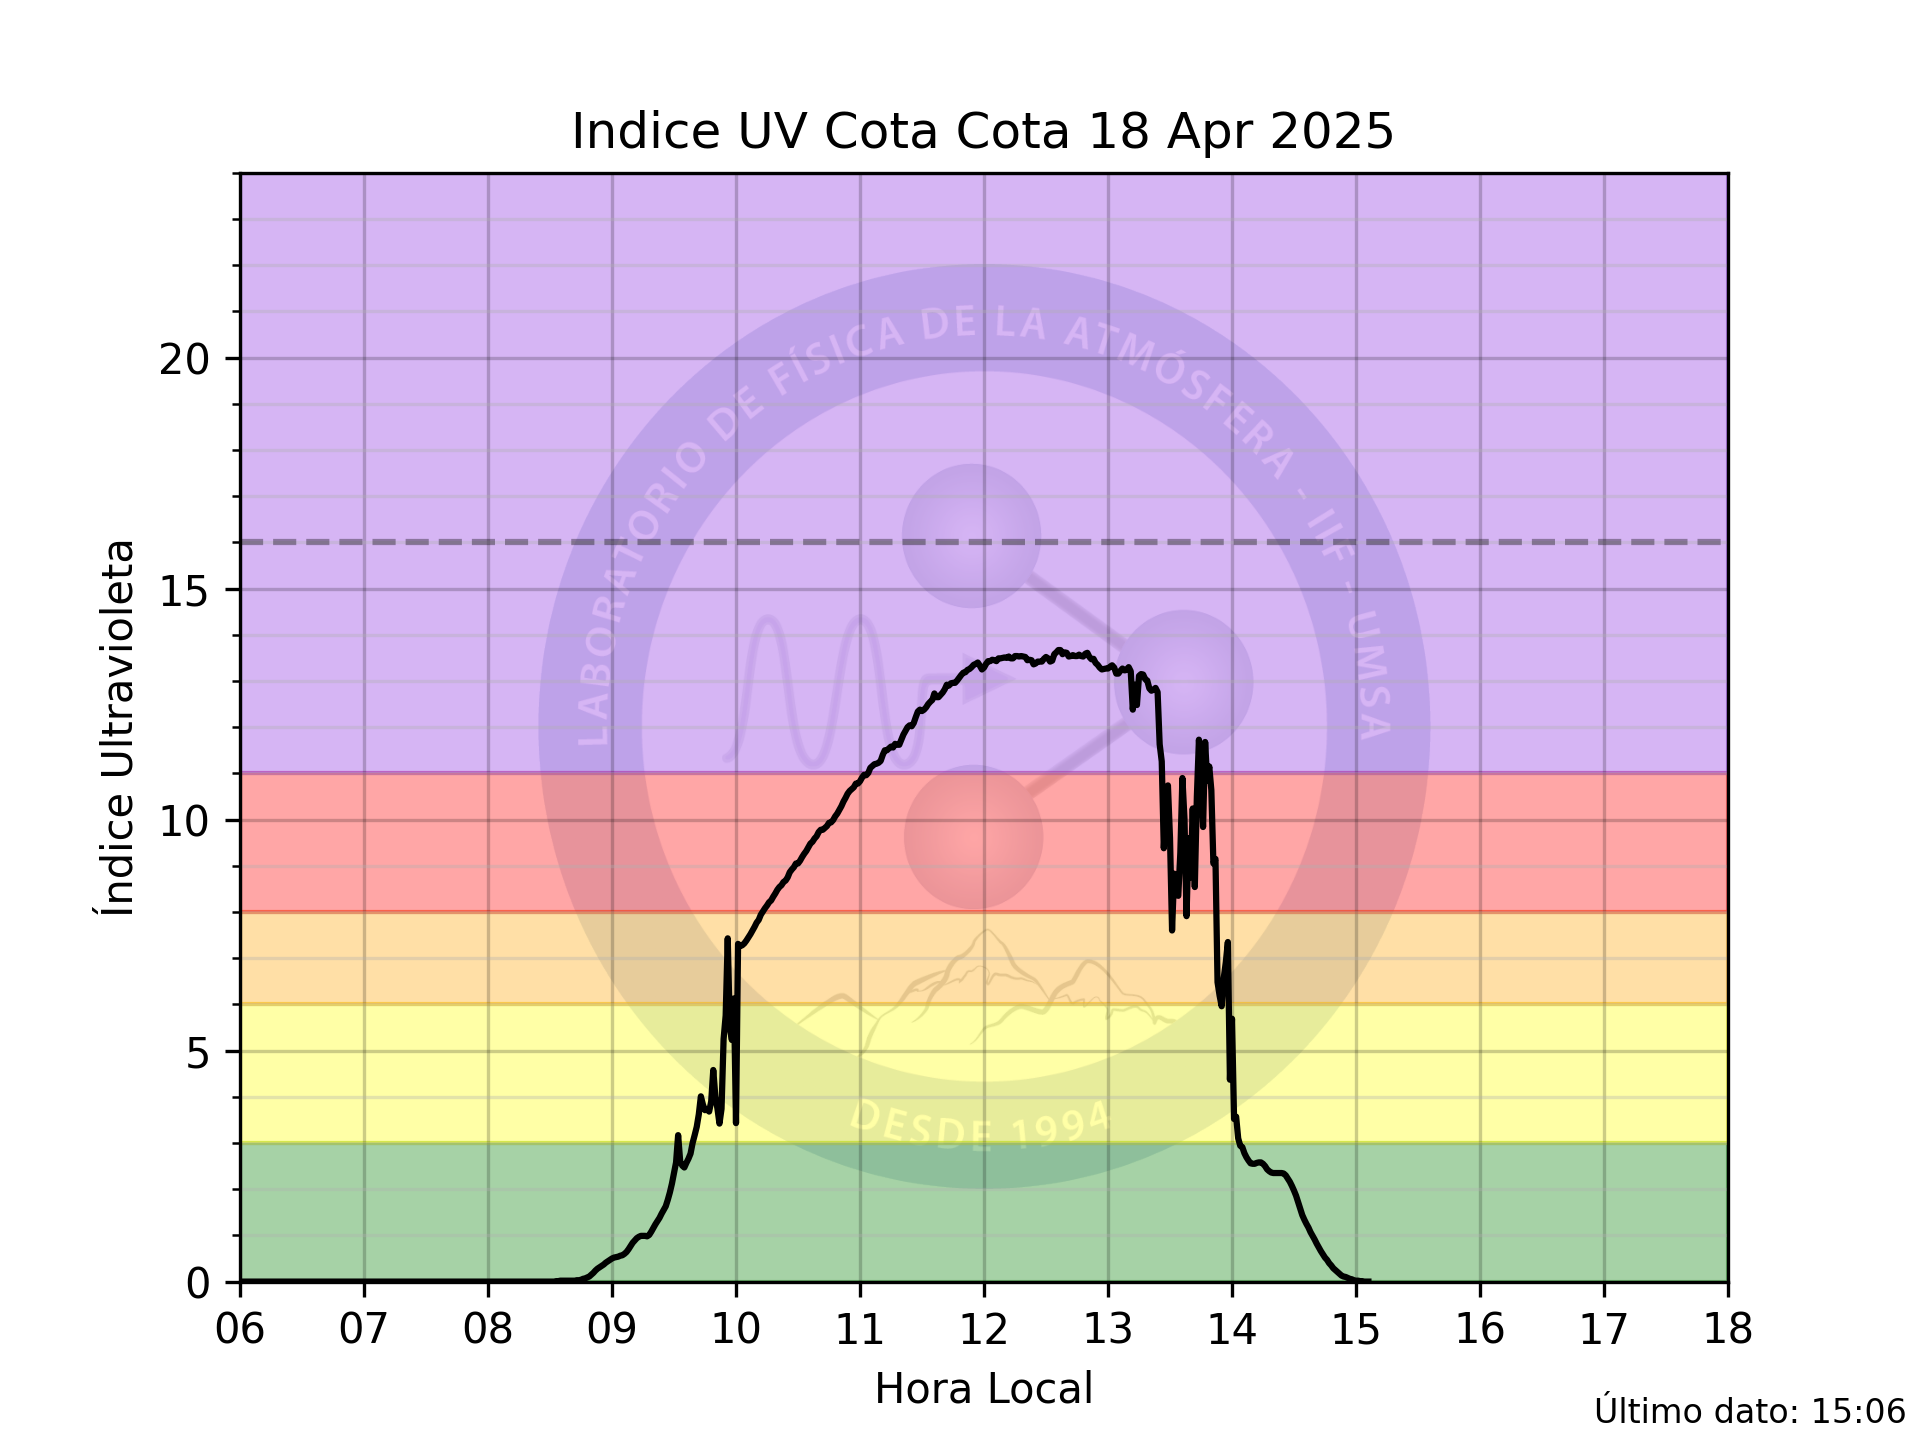 Indice UV Cota Cota 18 Apr 2025
LABORATORIO DE FÍSICA DE LA ATMÓSFERA - IIF - UMSA
DESDE 1994
Índice Ultravioleta
20
15
10
5
0
06 07 08 09 10 11 12 13 14 15 16 17 18
Hora Local
Último dato: 15:06